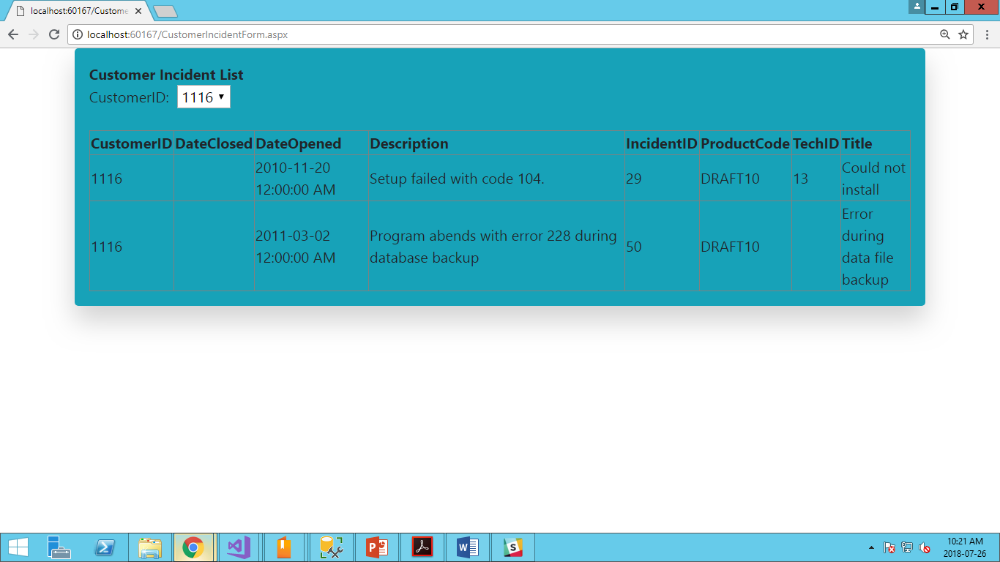 localhost:60167/Custome
localhost:60167/CustomerIncidentForm.aspx
Customer Incident List
CustomerID: 1116
CustomerID DateClosed DateOpened Description IncidentID ProductCode TechID Title
1116 2010-11-20 12:00:00 AM Setup failed with code 104. 29 DRAFT10 13 Could not install
1116 2011-03-02 12:00:00 AM Program abends with error 228 during database backup 50 DRAFT10 Error during data file backup
10:21 AM
2018-07-26